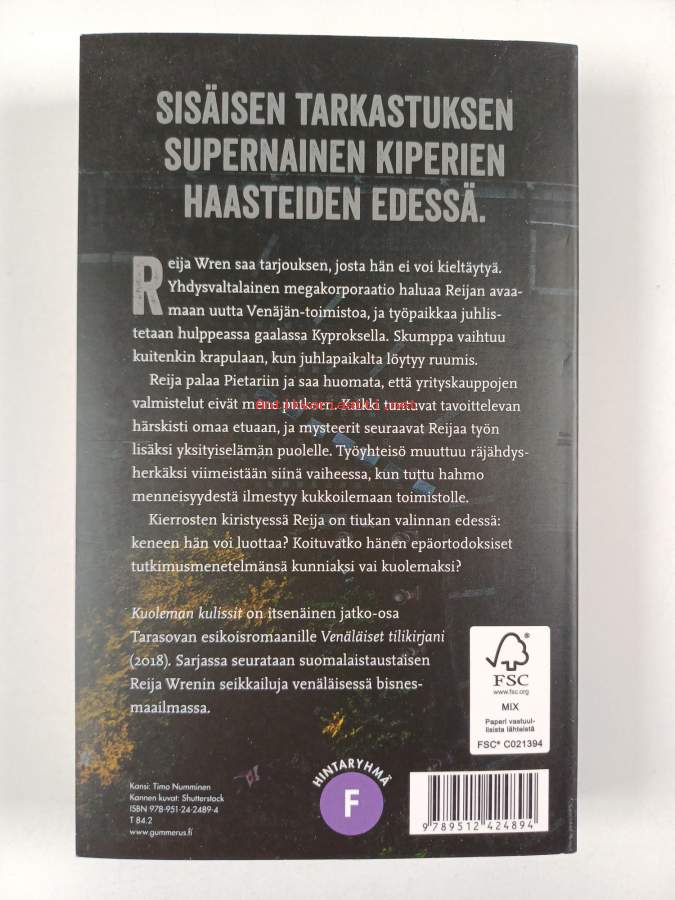 SISÄISEN TARKASTUKSEN
SUPERNAINEN KIPERIEN
HAASTEIDEN EDESSÄ.
Reija Wren saa tarjouksen, josta hän ei voi kieltäytyä.
Yhdysvaltalainen megakorporaatio haluaa Reijan avaa-
maan uutta Venäjän-toimistoa, ja työpaikkaa juhlis-
tetaan hulppeassa gaalassa Kyproksella. Skumppa vaihtuu
kuitenkin krapulaan, kun juhlapaikalta löytyy ruumis.
Reija palaa Pietariin ja saa huomata, että yrityskauppojen
valmistelut eivät mene putkeen. Kaikki tuntuvat tavoittelevan
härskisti omaa etuaan, ja mysteerit seuraavat Reijaa työn
lisäksi yksityiselämän puolelle. Työyhteisö muuttuu räjähdys-
herkäksi viimeistään siinä vaiheessa, kun tuttu hahmo
menneisyydestä ilmestyy kukkoilemaan toimistolle.
Kierrosten kiristyessä Reija on tiukan valinnan edessä:
keneen hän voi luottaa? Koituvatko hänen epäortodoksiset
tutkimusmenetelmänsä kunniaksi vai kuolemaksi?
Kuoleman kulissit on itsenäinen jatko-osa
Tarasovan esikoisromaanille Venäläiset tilikirjani
(2018). Sarjassa seurataan suomalaistaustaisen
Reija Wrenin seikkailuja venäläisessä bisnes-
maailmassa.
FSC
www.fsc.org
MIX
Paperi vastuul-
lisista lähteistä
FSC® C021394
Kansi: Timo Numminen
Kannen kuvat: Shutterstock
ISBN 978-951-24-2489-4
T 84.2
www.gummerus.fi
HINTARYHMÄ
F
9 789512 424894